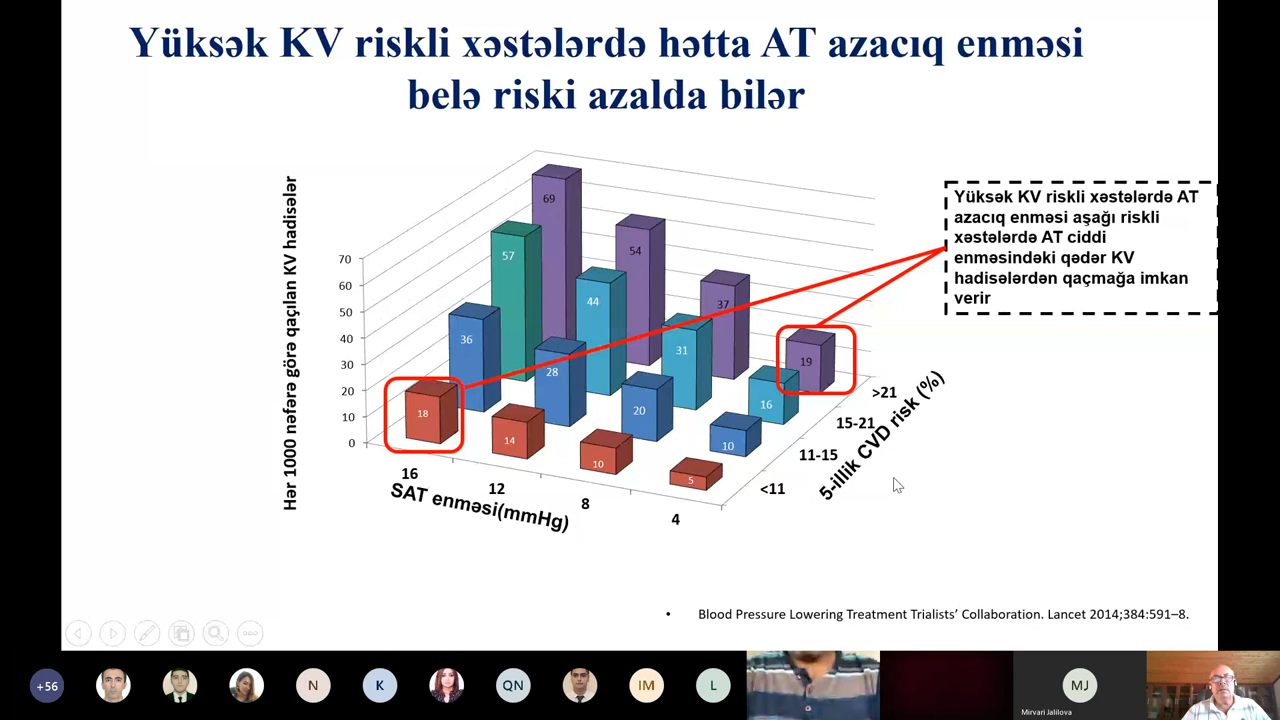 Yüksək KV riskli xəstələrdə hətta AT azacıq enməsi
belə riski azalda bilər
Hər 1000 nəfərə görə qaçılan KV hadisələr
70
60
50
40
30
20
10
0
69
54
37
19
57
44
31
16
36
28
20
10
18
14
10
5
16
12
8
4
SAT enməsi(mmHg)
>21
15-21
11-15
<11
5-illik CVD risk (%)
Yüksək KV riskli xəstələrdə AT
azacıq enməsi aşağı riskli
xəstələrdə AT ciddi
enməsindəki qədər KV
hadisələrdən qaçmağa imkan
verir
• Blood Pressure Lowering Treatment Trialists’ Collaboration. Lancet 2014;384:591–8.
+56
N
K
QN
IM
L
MJ
Mirvari Jalilova